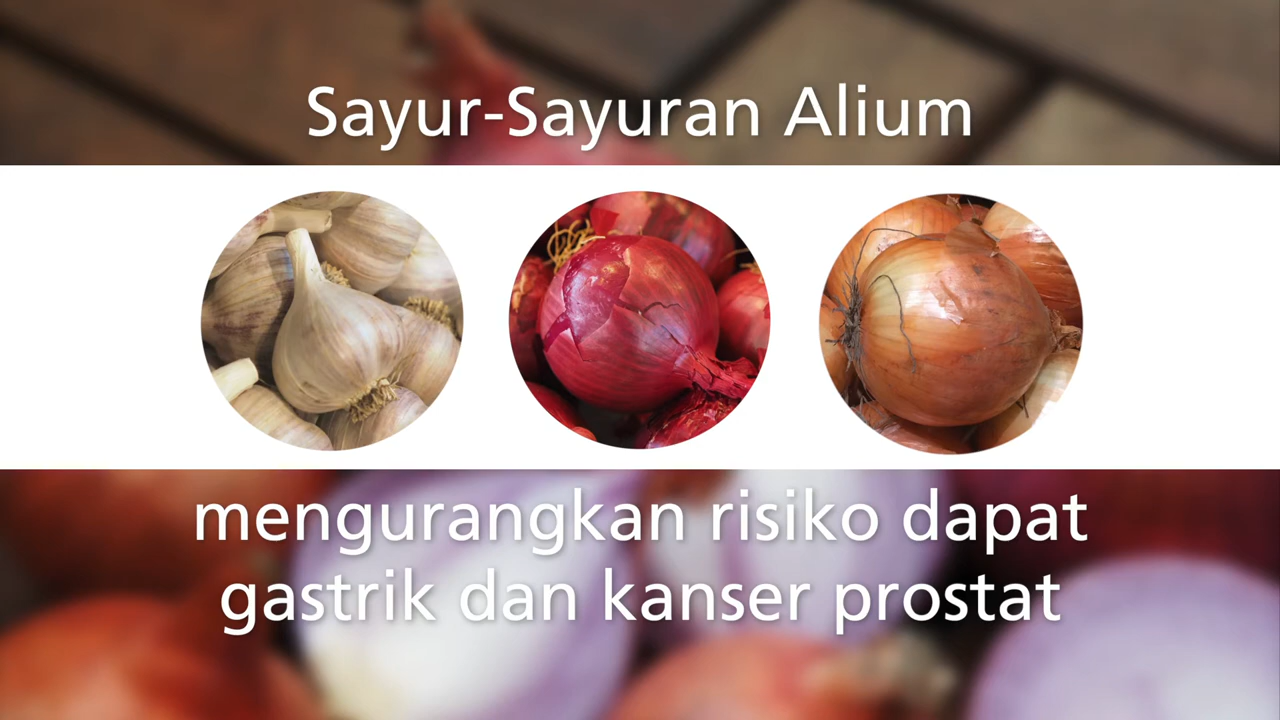 Sayur-Sayuran Alium
mengurangkan risiko dapat
gastrik dan kanser prostat